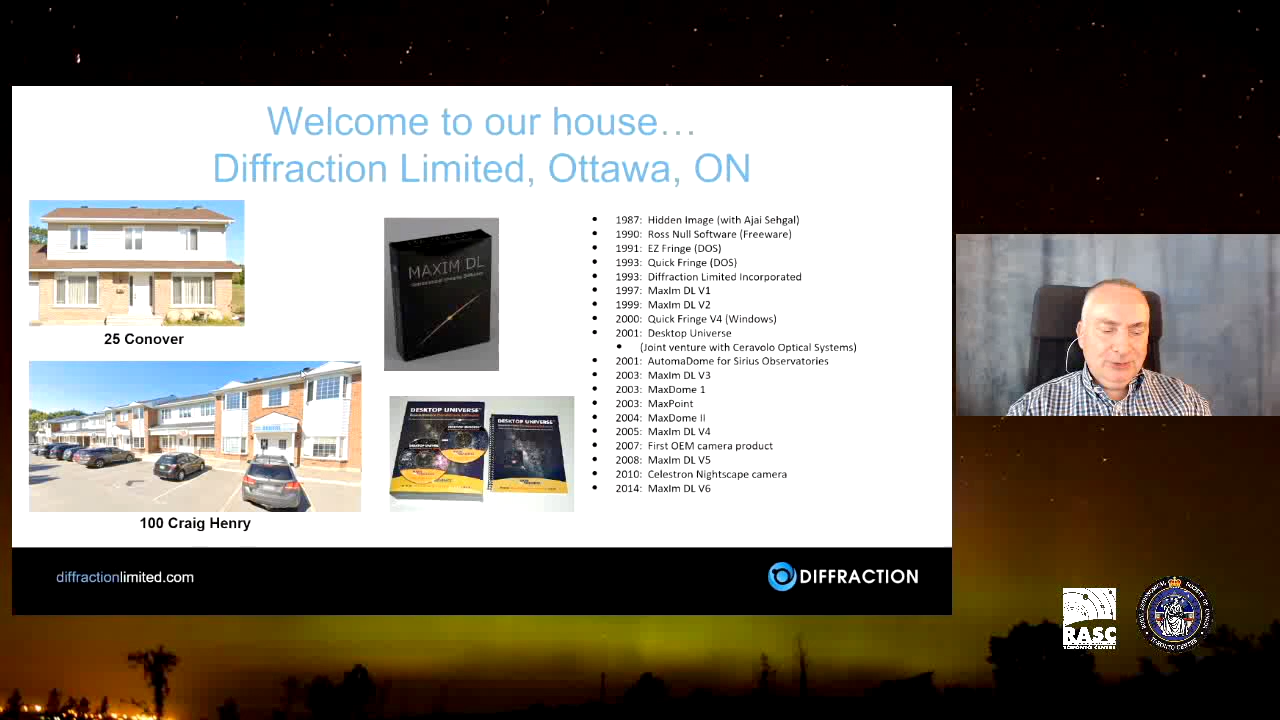 Welcome to our house…
Diffraction Limited, Ottawa, ON
25 Conover
100 Craig Henry
MAXIM DL
DESKTOP UNIVERSE
DESKTOP UNIVERSE
• 1987: Hidden Image (with Ajai Sehgal)
• 1990: Ross Null Software (Freeware)
• 1991: EZ Fringe (DOS)
• 1993: Quick Fringe (DOS)
• 1993: Diffraction Limited Incorporated
• 1997: MaxIm DL V1
• 1999: MaxIm DL V2
• 2000: Quick Fringe V4 (Windows)
• 2001: Desktop Universe
• (Joint venture with Ceravolo Optical Systems)
• 2001: AutomaDome for Sirius Observatories
• 2003: MaxIm DL V3
• 2003: MaxDome 1
• 2003: MaxPoint
• 2004: MaxDome II
• 2005: MaxIm DL V4
• 2007: First OEM camera product
• 2008: MaxIm DL V5
• 2010: Celestron Nightscape camera
• 2014: MaxIm DL V6
diffractionlimited.com
DIFFRACTION
RASC
TORONTO CENTRE